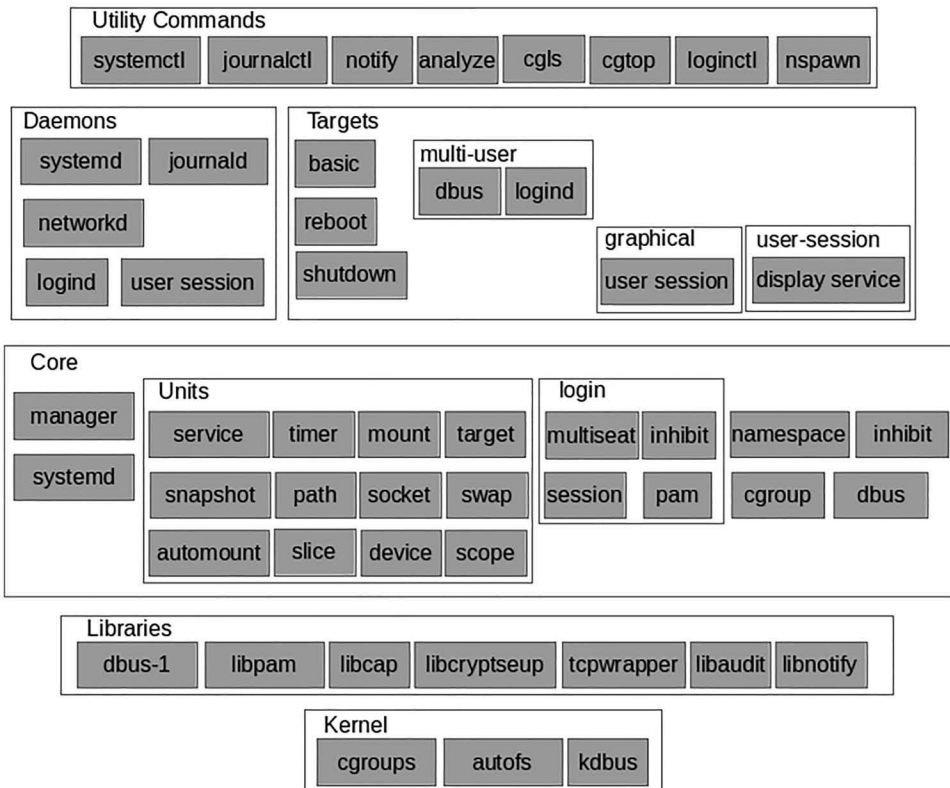 Utility Commands
systemctl journalctl notify analyze cgls cgtop loginctl nspawn
Daemons
systemd journald
networkd
logind user session
Targets
basic
reboot
shutdown
multi-user
dbus logind
graphical
user session
user-session
display service
Core
manager
systemd
Units
service timer mount target
snapshot path socket swap
automount slice device scope
login
multiseat inhibit
session pam
namespace inhibit
cgroup dbus
Libraries
dbus-1 libpam libcap libcryptseup tcpwrapper libaudit libnotify
Kernel
cgroups autofs kdbus